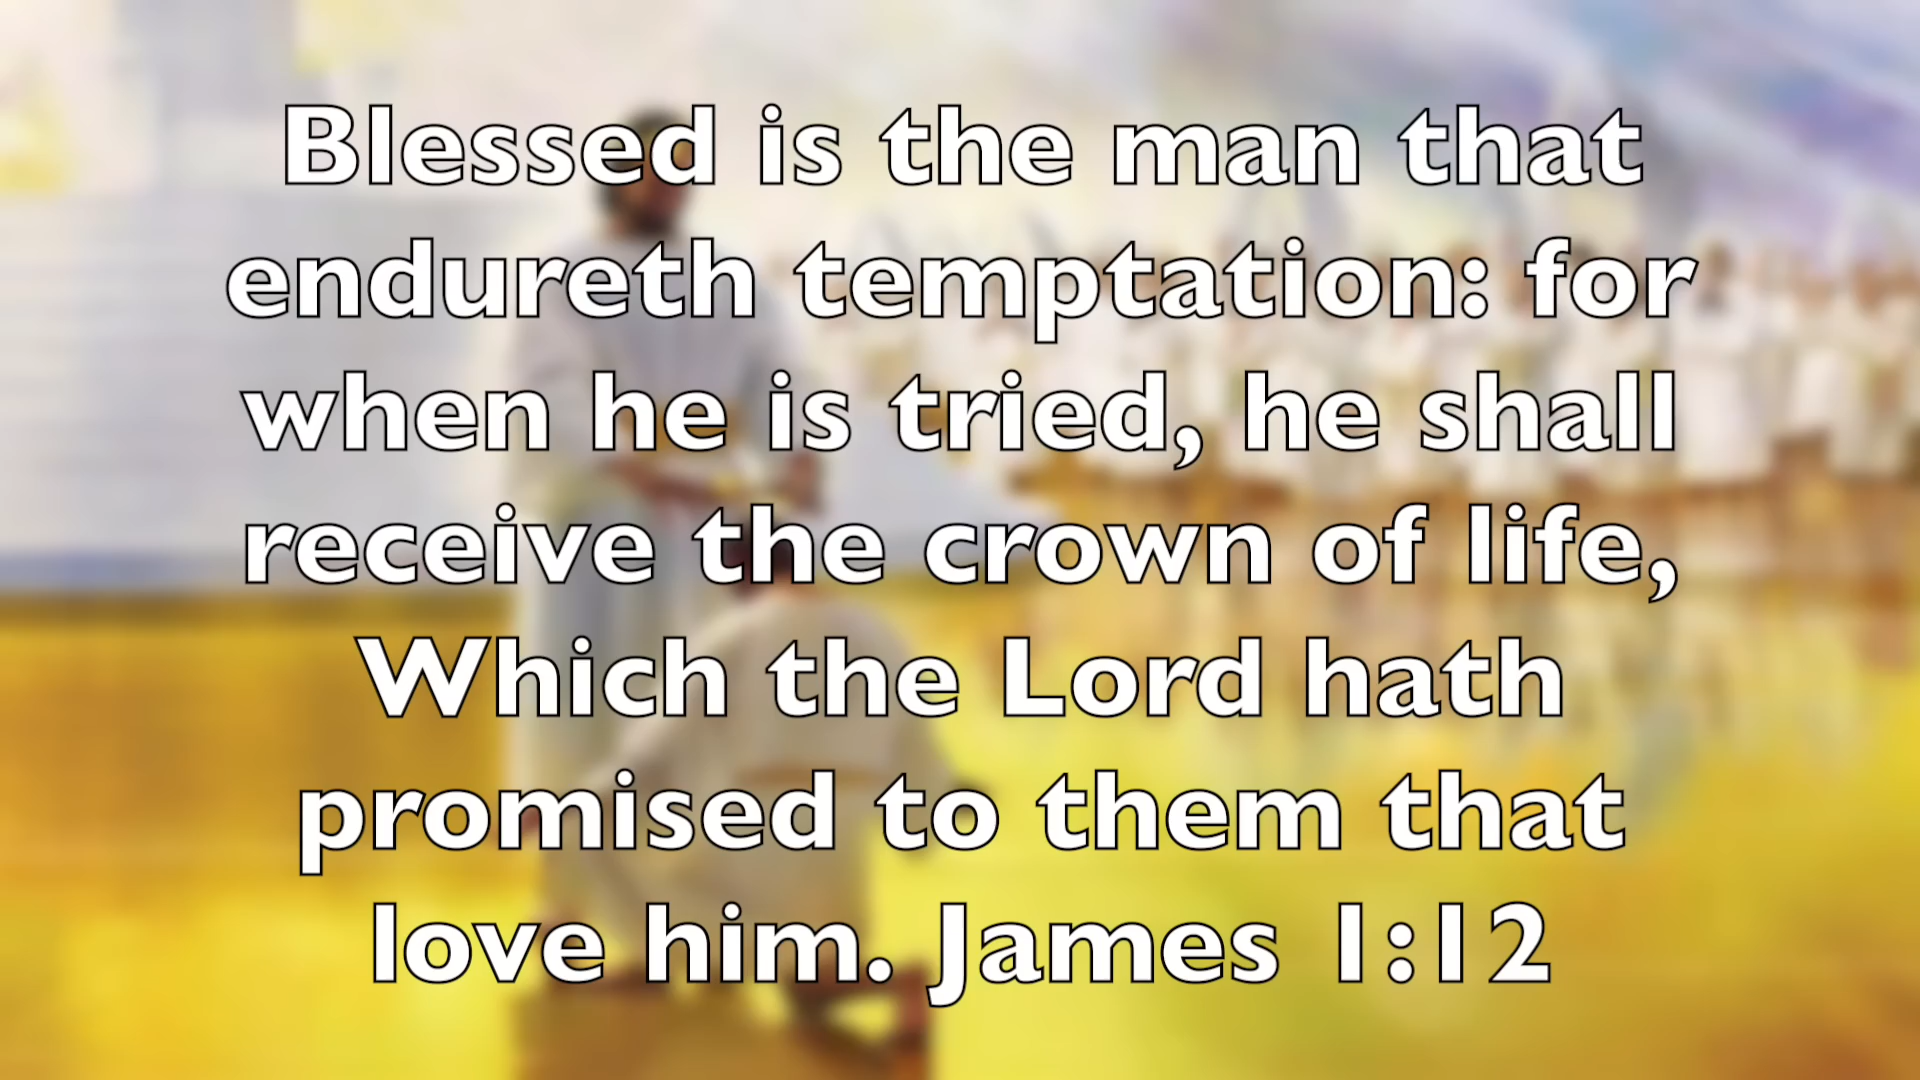 Blessed is the man that
endureth temptation: for
when he is tried, he shall
receive the crown of life,
Which the Lord hath
promised to them that
love him. James 1:12